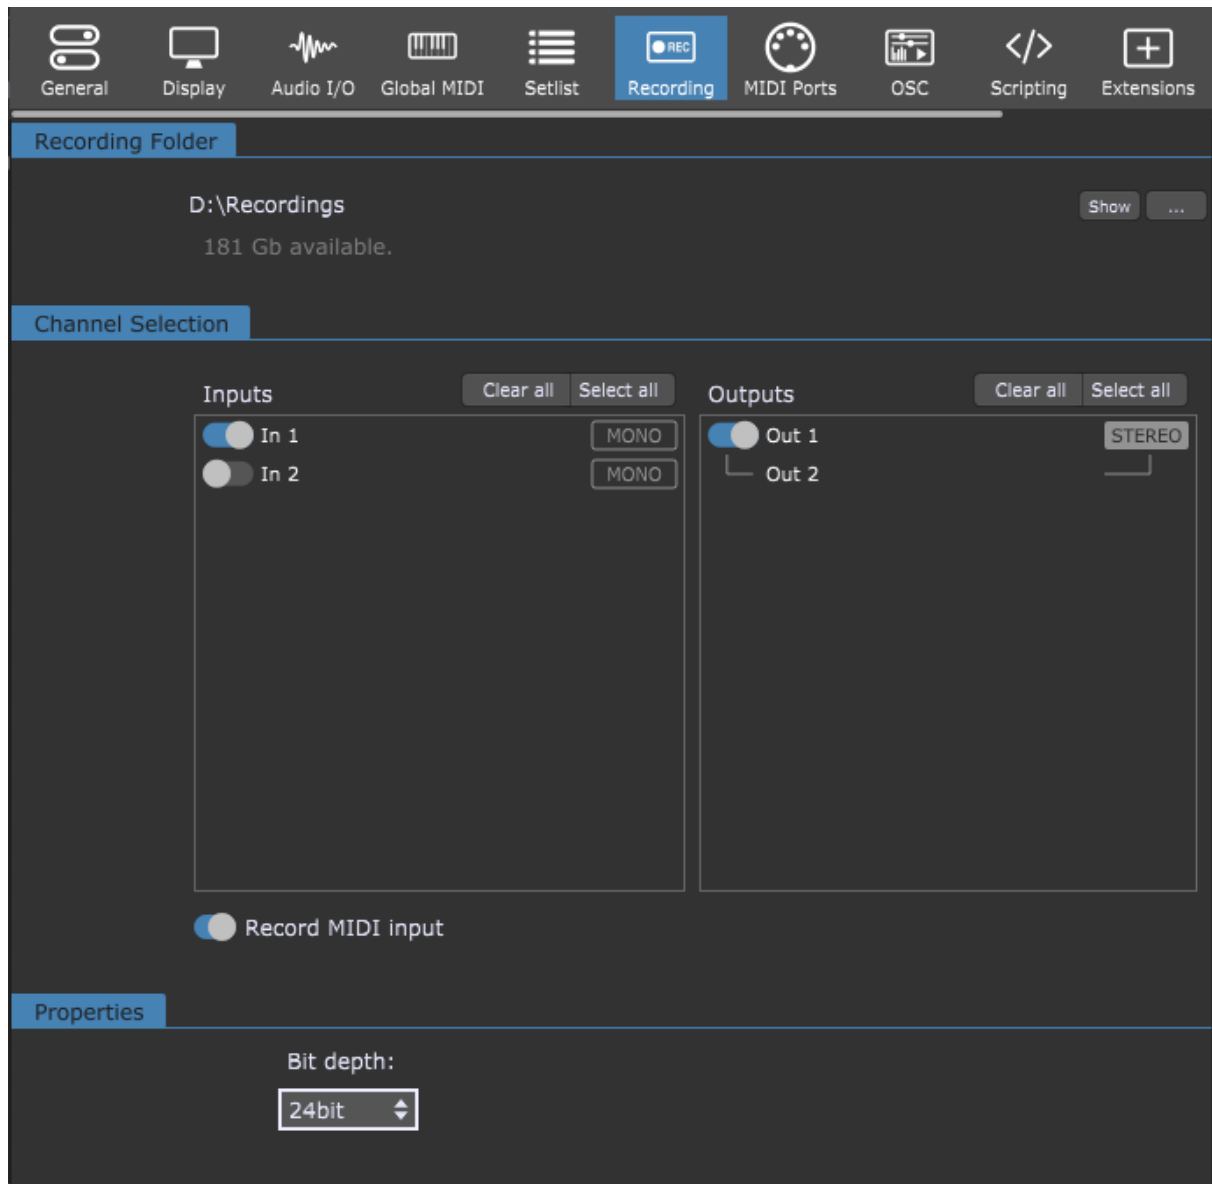 REC
General Display Audio I/O Global MIDI Setlist Recording MIDI Ports OSC Scripting Extensions
Recording Folder
D:\Recordings Show ...
181 Gb available.
Channel Selection
Inputs Clear all Select all Outputs Clear all Select all
In 1 MONO Out 1 STEREO
In 2 MONO Out 2
Record MIDI input
Properties
Bit depth:
24bit